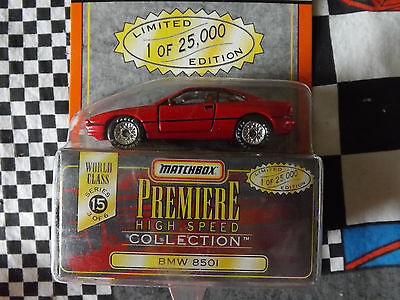 LIMITED
1 OF 25,000
EDITION
WORLD
CLASS
SERIES
15
OF 6
MATCHBOX
PREMIERE
HIGH SPEED
COLLECTION™
BMW 850I
LIMITED
1 OF 25,000
EDITION